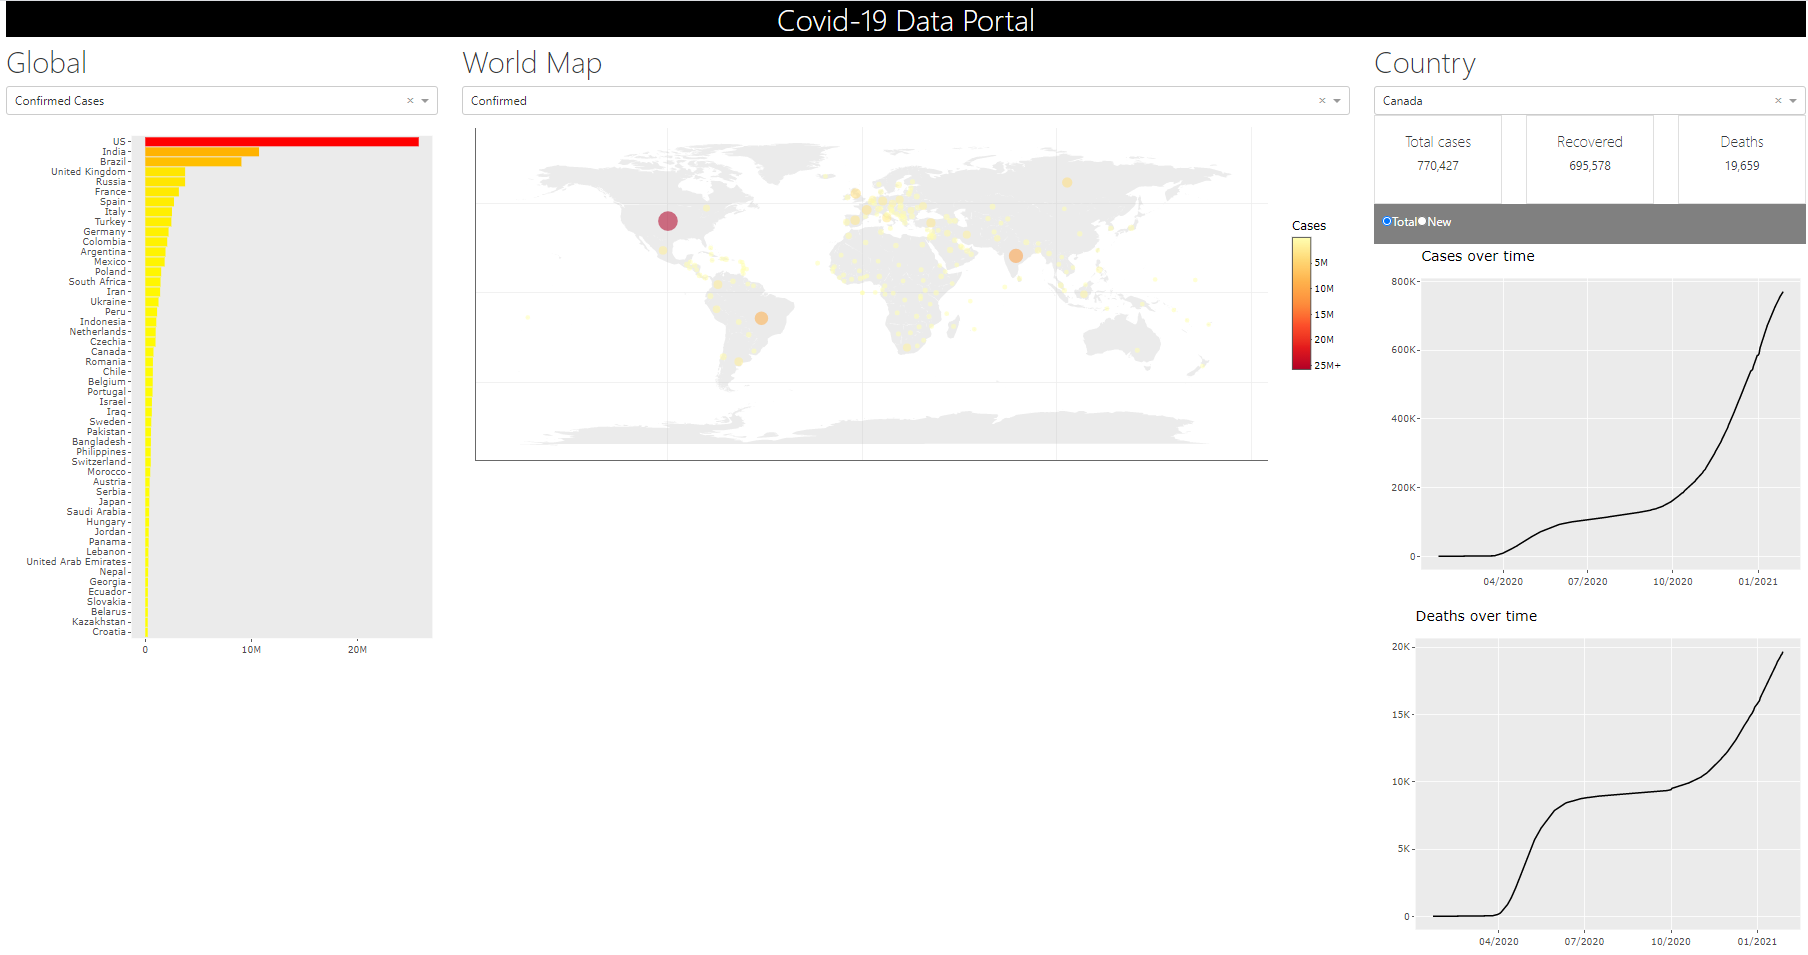 Covid-19 Data Portal
Global
Confirmed Cases
US
India
Brazil
United Kingdom
Russia
France
Spain
Italy
Turkey
Germany
Colombia
Argentina
Mexico
Poland
South Africa
Iran
Ukraine
Peru
Indonesia
Netherlands
Czechia
Canada
Romania
Chile
Belgium
Portugal
Israel
Iraq
Sweden
Pakistan
Bangladesh
Philippines
Switzerland
Morocco
Austria
Serbia
Japan
Saudi Arabia
Hungary
Jordan
Panama
Lebanon
United Arab Emirates
Nepal
Georgia
Ecuador
Slovakia
Belarus
Kazakhstan
Croatia
0 10M 20M
World Map
Confirmed
Cases
5M
10M
15M
20M
25M+
Country
Canada
Total cases Recovered Deaths
770,427 695,578 19,659
Total New
Cases over time
800K
600K
400K
200K
0
04/2020 07/2020 10/2020 01/2021
Deaths over time
20K
15K
10K
5K
0
04/2020 07/2020 10/2020 01/2021